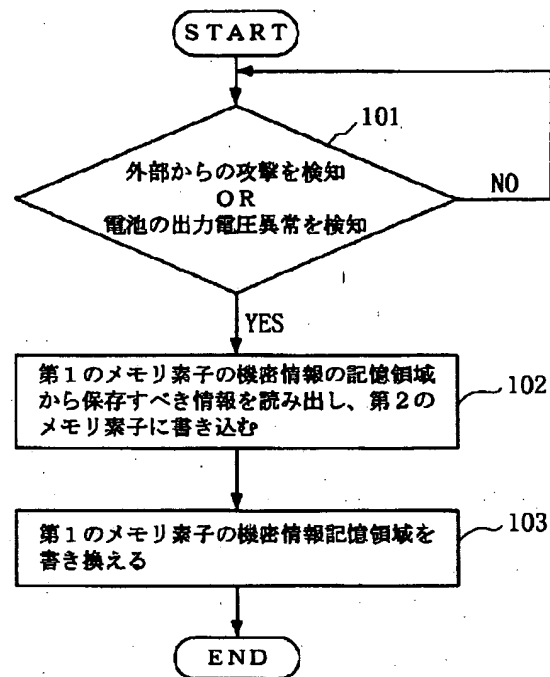 START
101
外部からの攻撃を検知
OR
電池の出力電圧異常を検知
NO
YES
第1のメモリ素子の機密情報の記憶領域
から保存すべき情報を読み出し、第2の
メモリ素子に書き込む
102
第1のメモリ素子の機密情報記憶領域を
書き換える
103
END